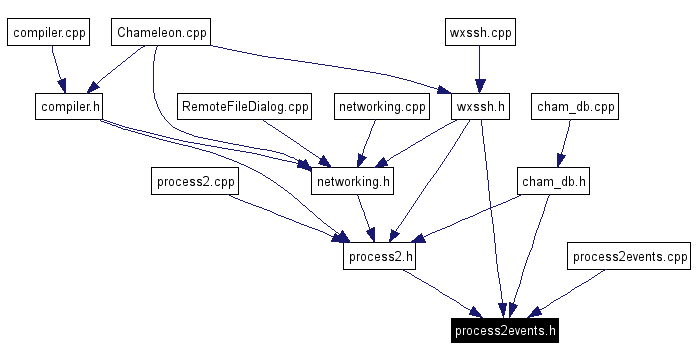 compiler.cpp
Chameleon.cpp
wxssh.cpp
compiler.h
RemoteFileDialog.cpp
networking.cpp
wxssh.h
cham_db.cpp
process2.cpp
networking.h
cham_db.h
process2.h
process2events.cpp
process2events.h